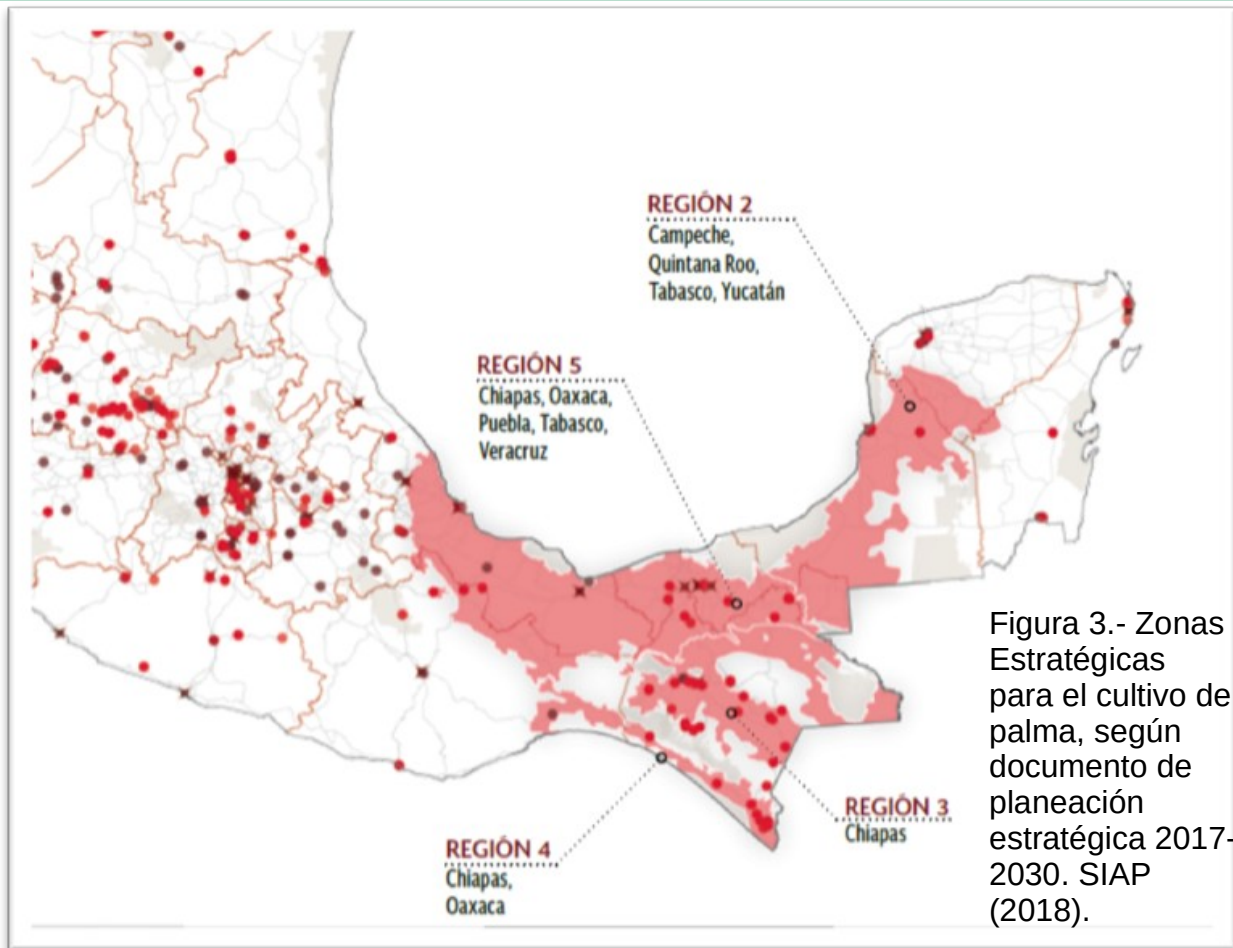 REGIÓN 2
Campeche,
Quintana Roo,
Tabasco, Yucatán
REGIÓN 5
Chiapas, Oaxaca,
Puebla, Tabasco,
Veracruz
REGIÓN 3
Chiapas
REGIÓN 4
Chiapas,
Oaxaca
Figura 3.- Zonas
Estratégicas
para el cultivo de
palma, según
documento de
planeación
estratégica 2017-
2030. SIAP
(2018).